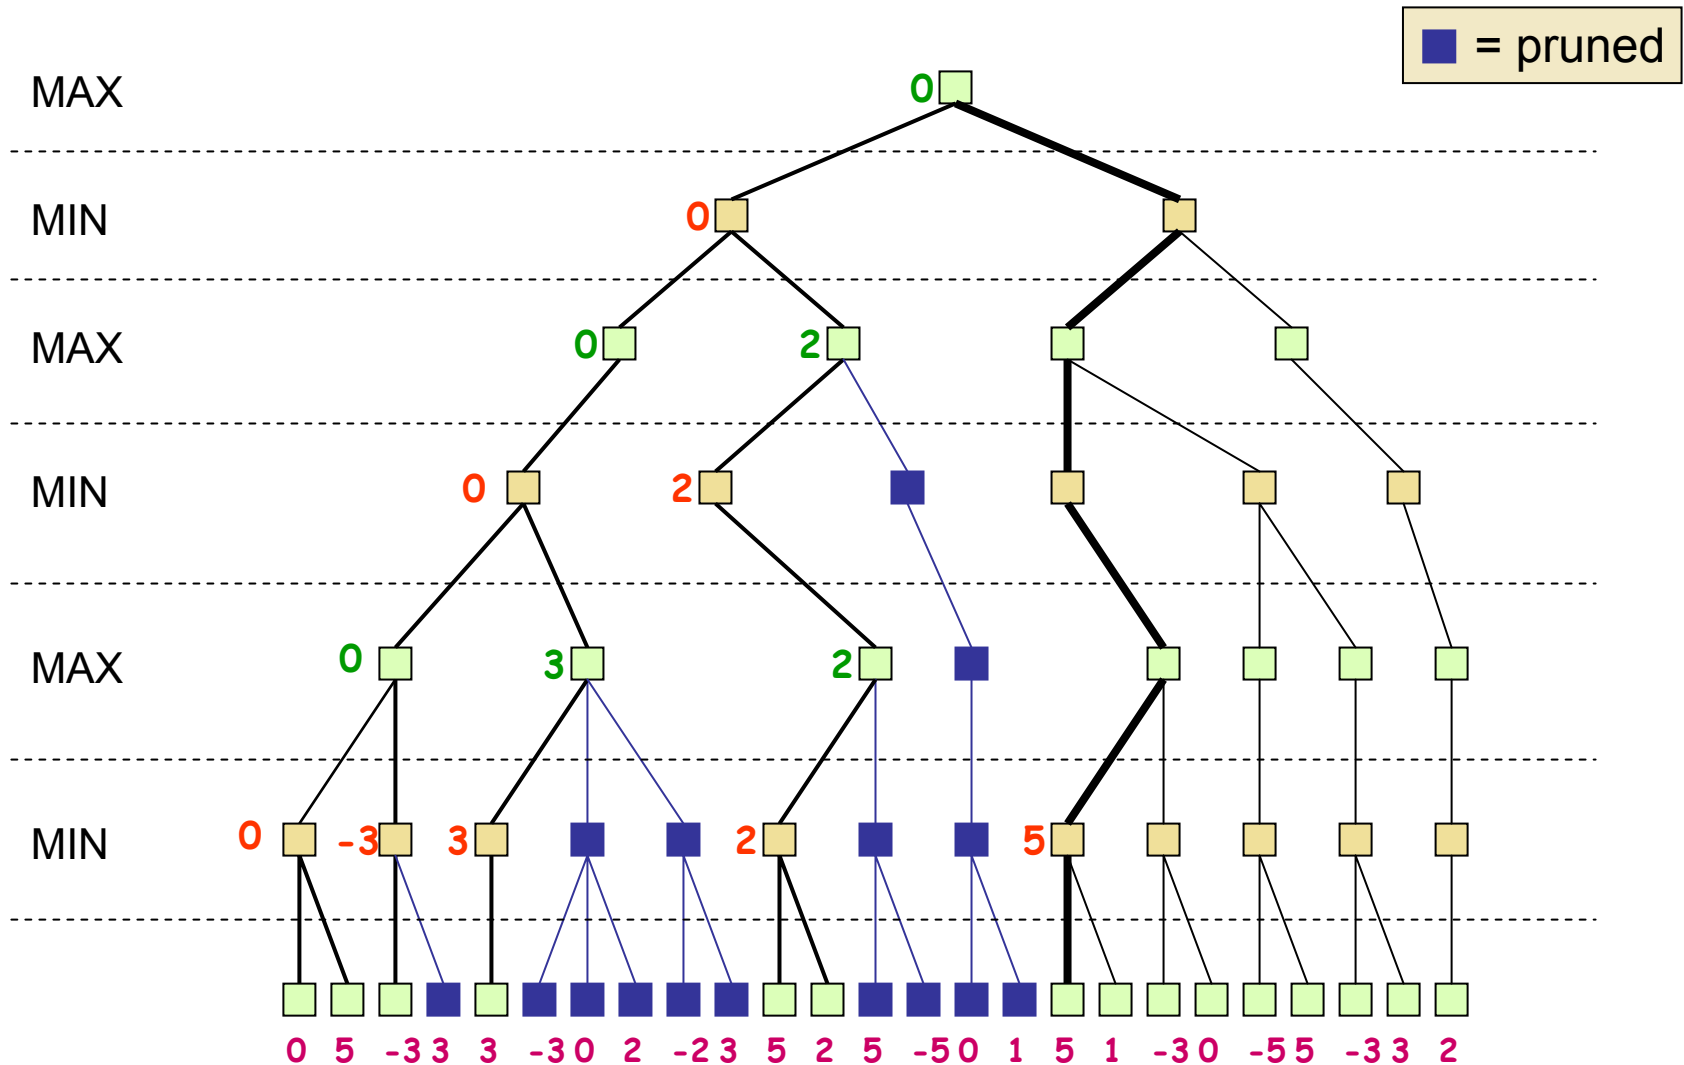 = pruned
MAX 0
MIN 0
MAX 0 2
MIN 0 2
MAX 0 3 2
MIN 0 -3 3 2 5
0 5 -3 3 3 -3 0 2 -2 3 5 2 5 -5 0 1 5 1 -3 0 -5 5 -3 3 2